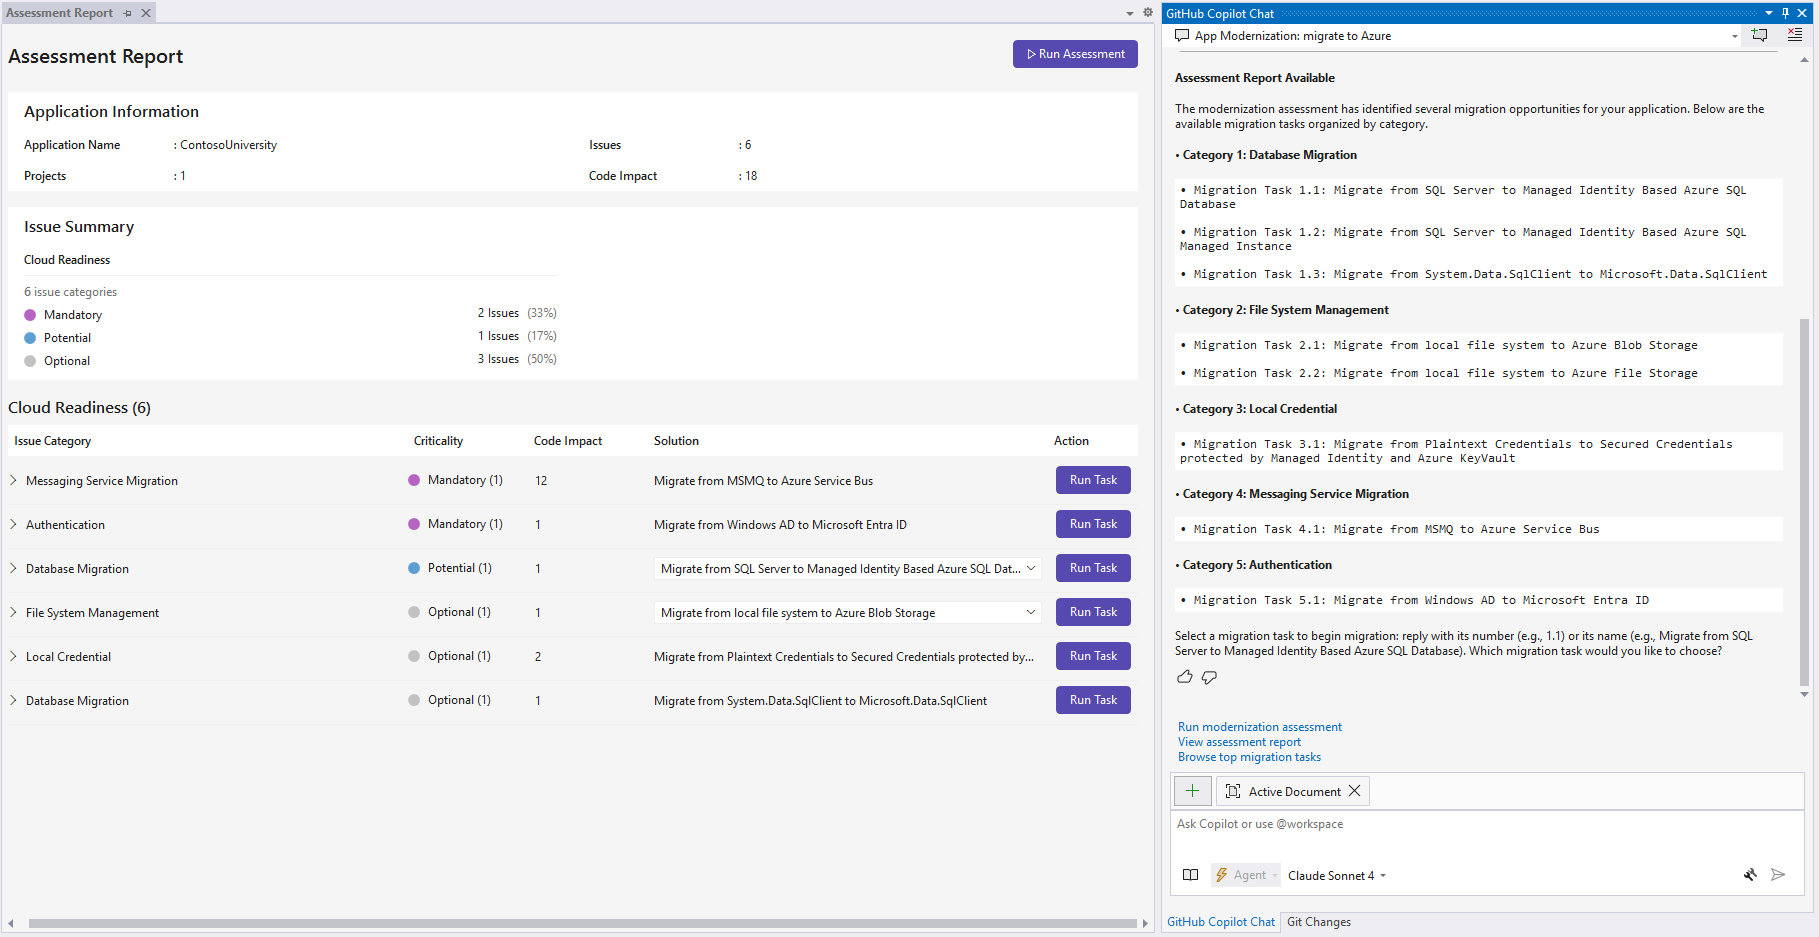 Assessment Report
Assessment Report
Run Assessment
Application Information
Application Name : ContosoUniversity Issues : 6
Projects : 1 Code Impact : 18
Issue Summary
Cloud Readiness
6 issue categories
Mandatory 2 Issues (33%)
Potential 1 Issues (17%)
Optional 3 Issues (50%)
Cloud Readiness (6)
Issue Category Criticality Code Impact Solution Action
Messaging Service Migration Mandatory (1) 12 Migrate from MSMQ to Azure Service Bus Run Task
Authentication Mandatory (1) 1 Migrate from Windows AD to Microsoft Entra ID Run Task
Database Migration Potential (1) 1 Migrate from SQL Server to Managed Identity Based Azure SQL Dat... Run Task
File System Management Optional (1) 1 Migrate from local file system to Azure Blob Storage Run Task
Local Credential Optional (1) 2 Migrate from Plaintext Credentials to Secured Credentials protected by... Run Task
Database Migration Optional (1) 1 Migrate from System.Data.SqlClient to Microsoft.Data.SqlClient Run Task
GitHub Copilot Chat
App Modernization: migrate to Azure
Assessment Report Available
The modernization assessment has identified several migration opportunities for your application. Below are the
available migration tasks organized by category.
• Category 1: Database Migration
• Migration Task 1.1: Migrate from SQL Server to Managed Identity Based Azure SQL
Database
• Migration Task 1.2: Migrate from SQL Server to Managed Identity Based Azure SQL
Managed Instance
• Migration Task 1.3: Migrate from System.Data.SqlClient to Microsoft.Data.SqlClient
• Category 2: File System Management
• Migration Task 2.1: Migrate from local file system to Azure Blob Storage
• Migration Task 2.2: Migrate from local file system to Azure File Storage
• Category 3: Local Credential
• Migration Task 3.1: Migrate from Plaintext Credentials to Secured Credentials
protected by Managed Identity and Azure KeyVault
• Category 4: Messaging Service Migration
• Migration Task 4.1: Migrate from MSMQ to Azure Service Bus
• Category 5: Authentication
• Migration Task 5.1: Migrate from Windows AD to Microsoft Entra ID
Select a migration task to begin migration: reply with its number (e.g., 1.1) or its name (e.g., Migrate from SQL
Server to Managed Identity Based Azure SQL Database). Which migration task would you like to choose?
Run modernization assessment
View assessment report
Browse top migration tasks
Active Document
Ask Copilot or use @workspace
Agent Claude Sonnet 4
GitHub Copilot Chat Git Changes